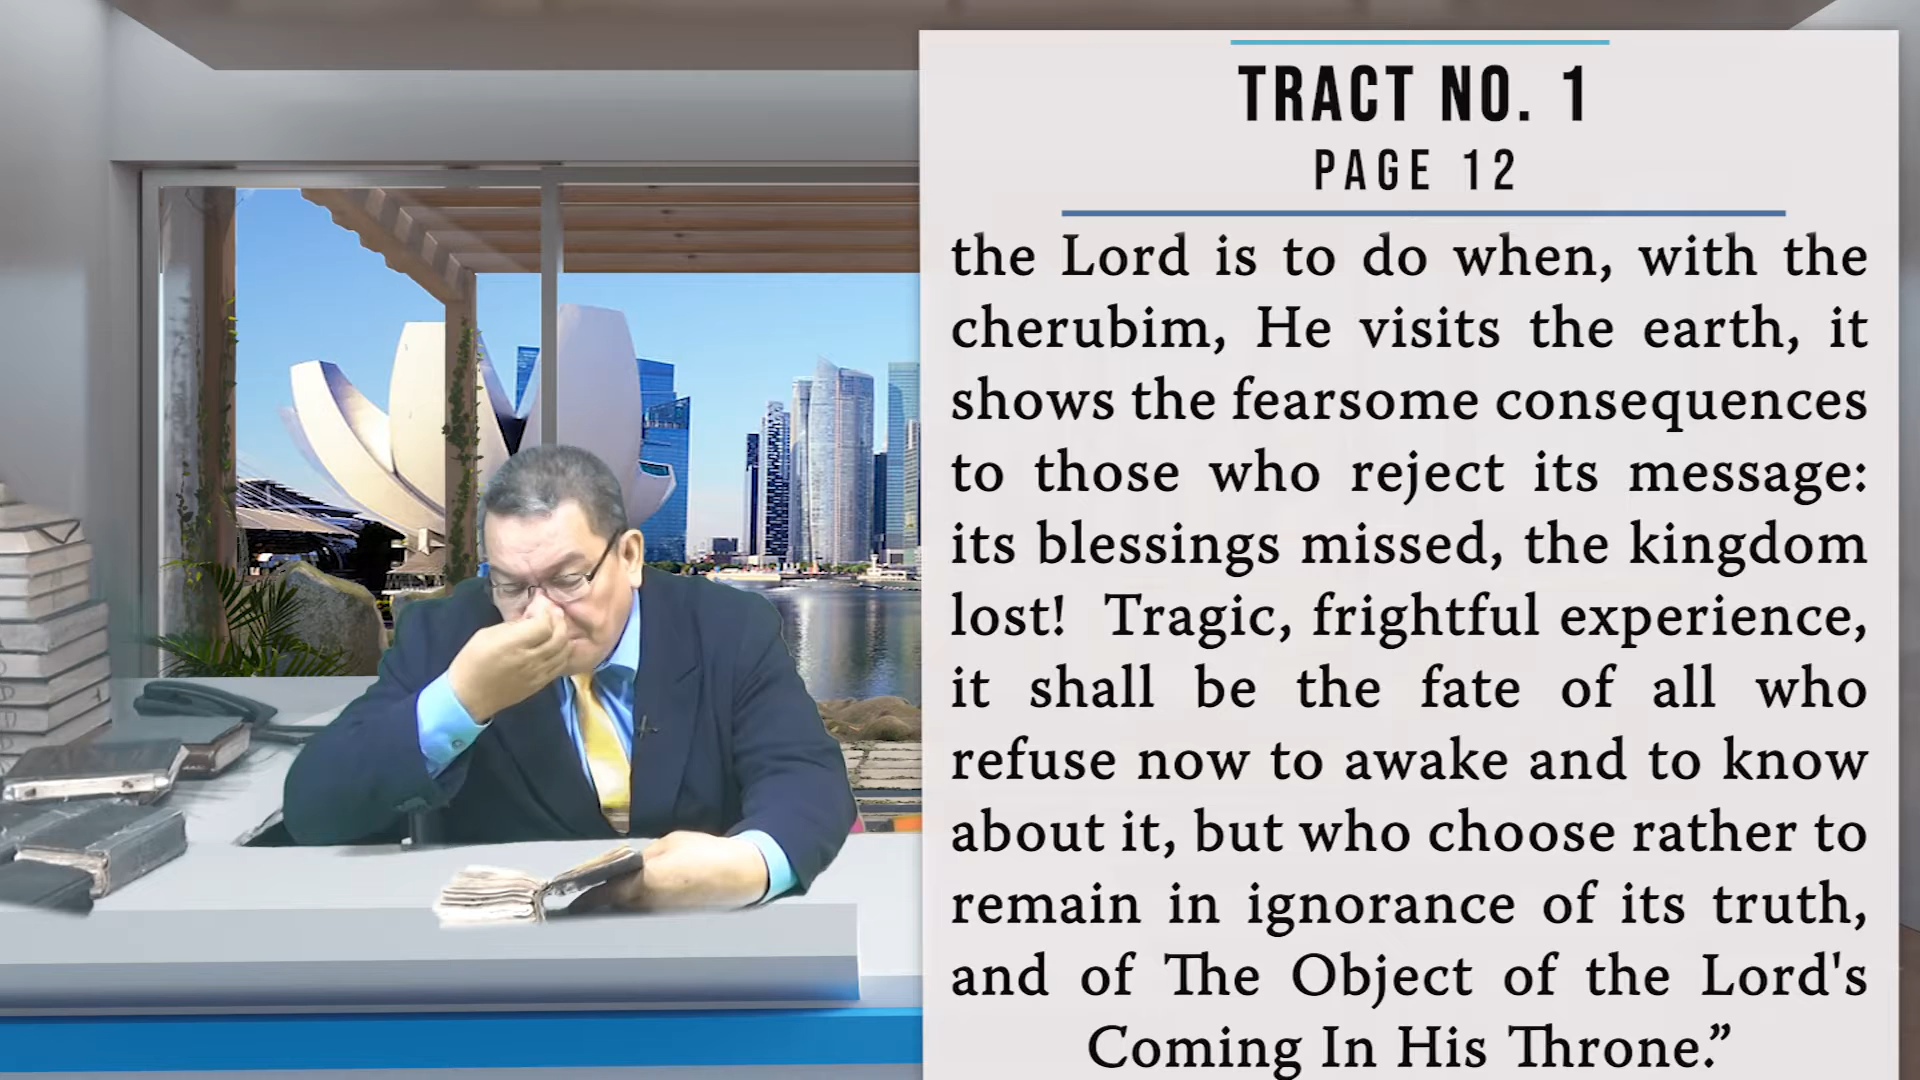 TRACT NO. 1
PAGE 12
the Lord is to do when, with the
cherubim, He visits the earth, it
shows the fearsome consequences
to those who reject its message:
its blessings missed, the kingdom
lost! Tragic, frightful experience,
it shall be the fate of all who
refuse now to awake and to know
about it, but who choose rather to
remain in ignorance of its truth,
and of The Object of the Lord's
Coming In His Throne.”